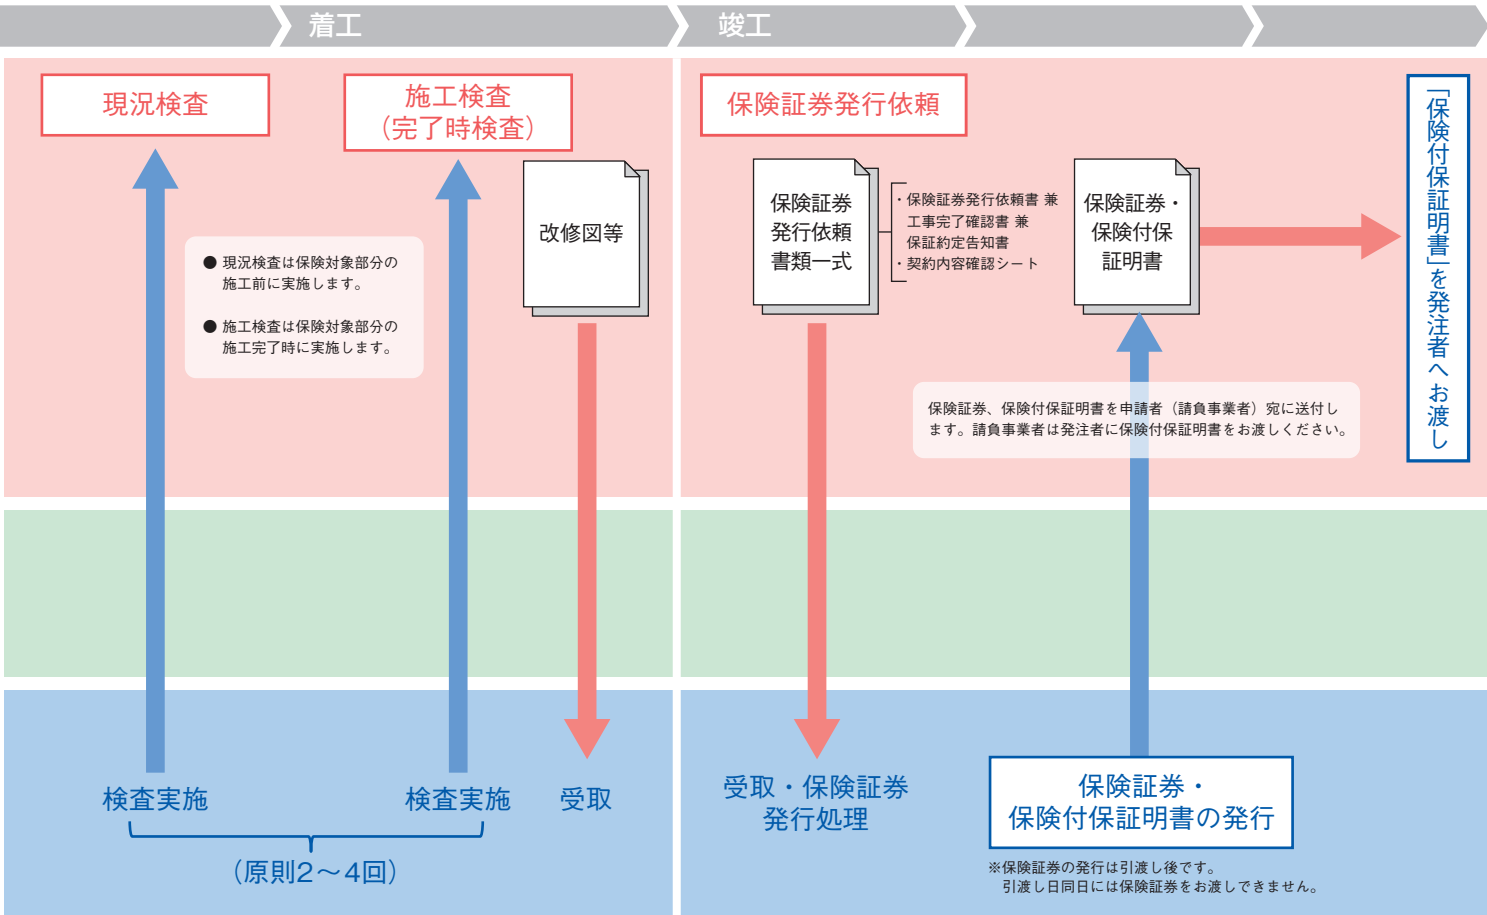 着工
竣工
現況検査
施工検査
（完了時検査）
● 現況検査は保険対象部分の
施工前に実施します。
● 施工検査は保険対象部分の
施工完了時に実施します。
改修図等
検査実施
検査実施
受取
（原則2～4回）
保険証券発行依頼
保険証券
発行依頼
書類一式
・保険証券発行依頼書 兼
工事完了確認書 兼
保証約定告知書
・契約内容確認シート
保険証券・
保険付保
証明書
「保険付保証明書」を発注者へお渡し
保険証券、保険付保証明書を申請者（請負事業者）宛に送付し
ます。請負事業者は発注者に保険付保証明書をお渡しください。
受取・保険証券
発行処理
保険証券・
保険付保証明書の発行
※保険証券の発行は引渡し後です。
引渡し日同日には保険証券をお渡しできません。